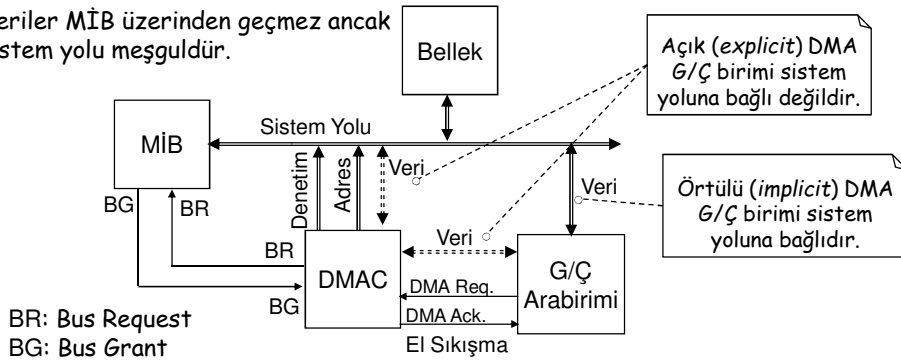 eriler MİB üzerinden geçmez ancak
stem yolu meşguldür.
Bellek
Açık (explicit) DMA
G/Ç birimi sistem
yoluna bağlı değildir.
MİB
Sistem Yolu
Denetim
Adres
Veri
Veri
Örtülü (implicit) DMA
G/Ç birimi sistem
yoluna bağlıdır.
BG
BR
Veri
BR
DMAC
G/Ç
Arabirimi
DMA Req.
BG
DMA Ack.
El Sıkışma
BR: Bus Request
BG: Bus Grant